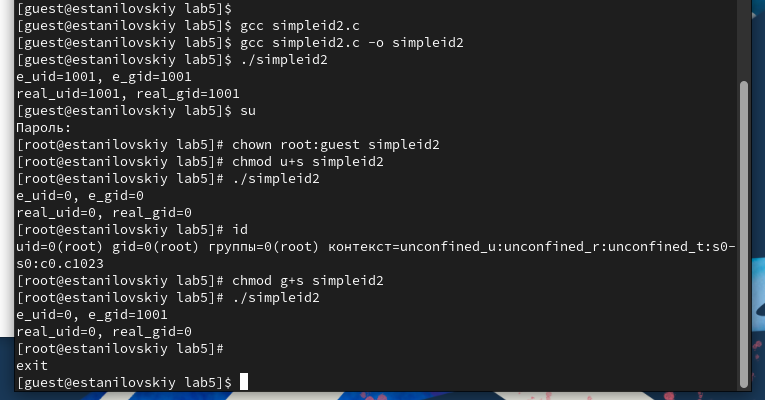 [guest@estanilovskiy lab5]$
[guest@estanilovskiy lab5]$ gcc simpleid2.c
[guest@estanilovskiy lab5]$ gcc simpleid2.c -o simpleid2
[guest@estanilovskiy lab5]$ ./simpleid2
e_uid=1001, e_gid=1001
real_uid=1001, real_gid=1001
[guest@estanilovskiy lab5]$ su
Пароль:
[root@estanilovskiy lab5]# chown root:guest simpleid2
[root@estanilovskiy lab5]# chmod u+s simpleid2
[root@estanilovskiy lab5]# ./simpleid2
e_uid=0, e_gid=0
real_uid=0, real_gid=0
[root@estanilovskiy lab5]# id
uid=0(root) gid=0(root) группы=0(root) контекст=unconfined_u:unconfined_r:unconfined_t:s0-
s0:c0.c1023
[root@estanilovskiy lab5]# chmod g+s simpleid2
[root@estanilovskiy lab5]# ./simpleid2
e_uid=0, e_gid=1001
real_uid=0, real_gid=0
[root@estanilovskiy lab5]#
exit
[guest@estanilovskiy lab5]$